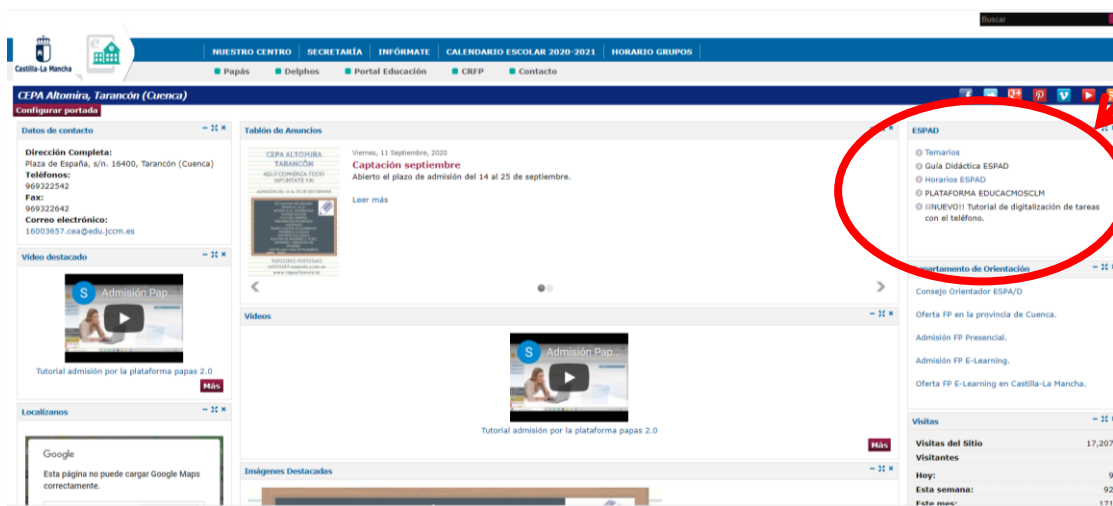 Buscar
Castilla-La Mancha
NUESTRO CENTRO
SECRETARÍA
INFÓRMATE
CALENDARIO ESCOLAR 2020-2021
HORARIO GRUPOS
Papás
Delphos
Portal Educación
CRFP
Contacto
CEPA Altomira, Tarancón (Cuenca)
Configurar portada
Datos de contacto
Dirección Completa:
Plaza de España, s/n. 16400, Tarancón (Cuenca)
Teléfonos:
969322542
Fax:
969322642
Correo electrónico:
16003657.cea@edu.jccm.es
Vídeo destacado
S Admisión Pap...
Tutorial admisión por la plataforma papas 2.0
Más
Localízanos
Google
Esta página no puede cargar Google Maps
correctamente.
Tablón de Anuncios
CEPA ALTOMIRA
TARANCÓN
AQUÍ COMIENZA TODO
Viernes, 11 Septiembre, 2020
Captación septiembre
Abierto el plazo de admisión del 14 al 25 de septiembre.
Leer más
Vídeos
S Admisión Pap...
Tutorial admisión por la plataforma papas 2.0
Más
Imágenes Destacadas
ESPAD
Temarios
Guía Didáctica ESPAD
Horarios ESPAD
PLATAFORMA EDUCACMOSCLM
¡¡NUEVO!! Tutorial de digitalización de tareas
con el teléfono.
Departamento de Orientación
Consejo Orientador ESPA/D
Oferta FP en la provincia de Cuenca.
Admisión FP Presencial.
Admisión FP E-Learning.
Oferta FP E-Learning en Castilla-La Mancha.
Visitas
Visitas del Sitio 17,207
Visitantes
Hoy: 9
Esta semana: 92
Este mes: 171